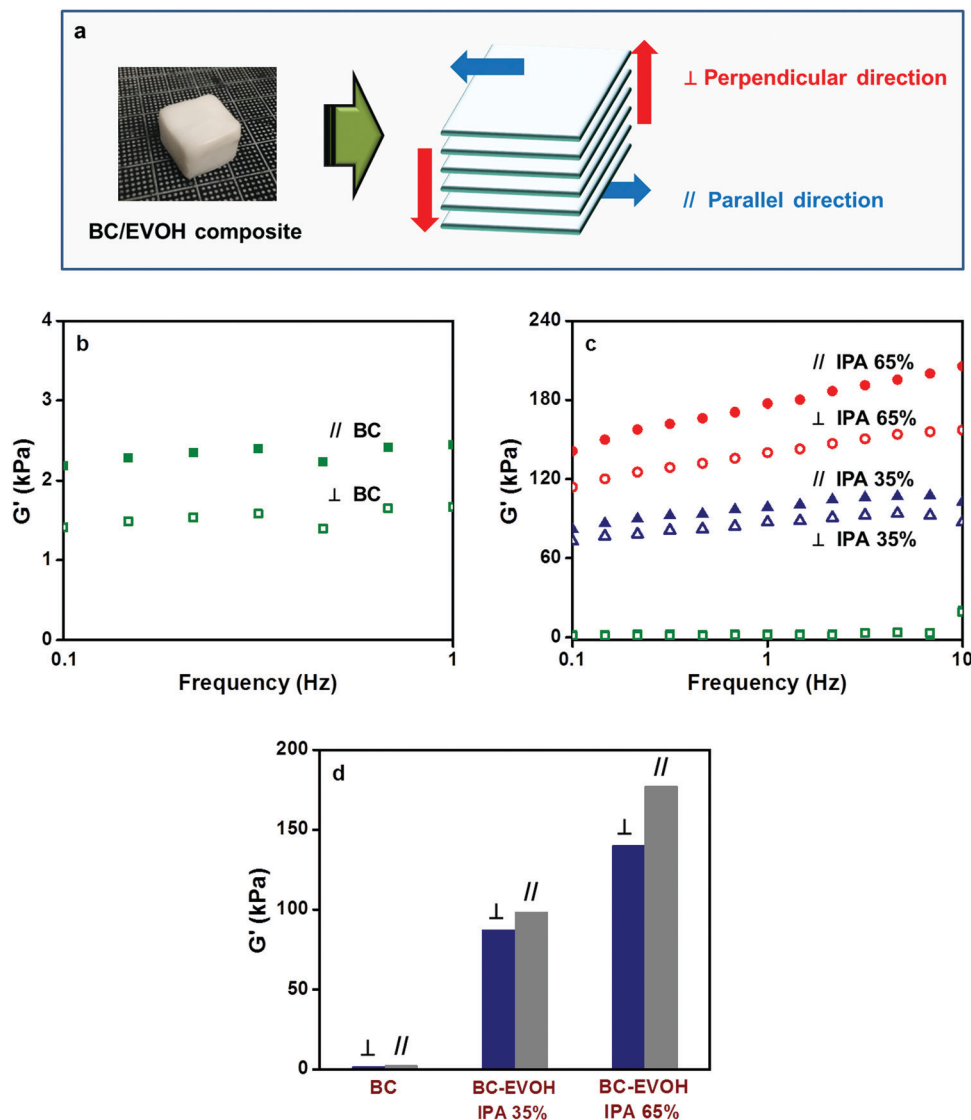 a
⊥ Perpendicular direction
// Parallel direction
BC/EVOH composite
b
4
3
2
1
0
G' (kPa)
// BC
⊥ BC
0.1
1
Frequency (Hz)
c
240
180
120
60
0
G' (kPa)
// IPA 65%
⊥ IPA 65%
// IPA 35%
⊥ IPA 35%
0.1
1
10
Frequency (Hz)
d
200
150
100
50
0
G' (kPa)
⊥
//
⊥
//
⊥
//
BC
BC-EVOH
IPA 35%
BC-EVOH
IPA 65%